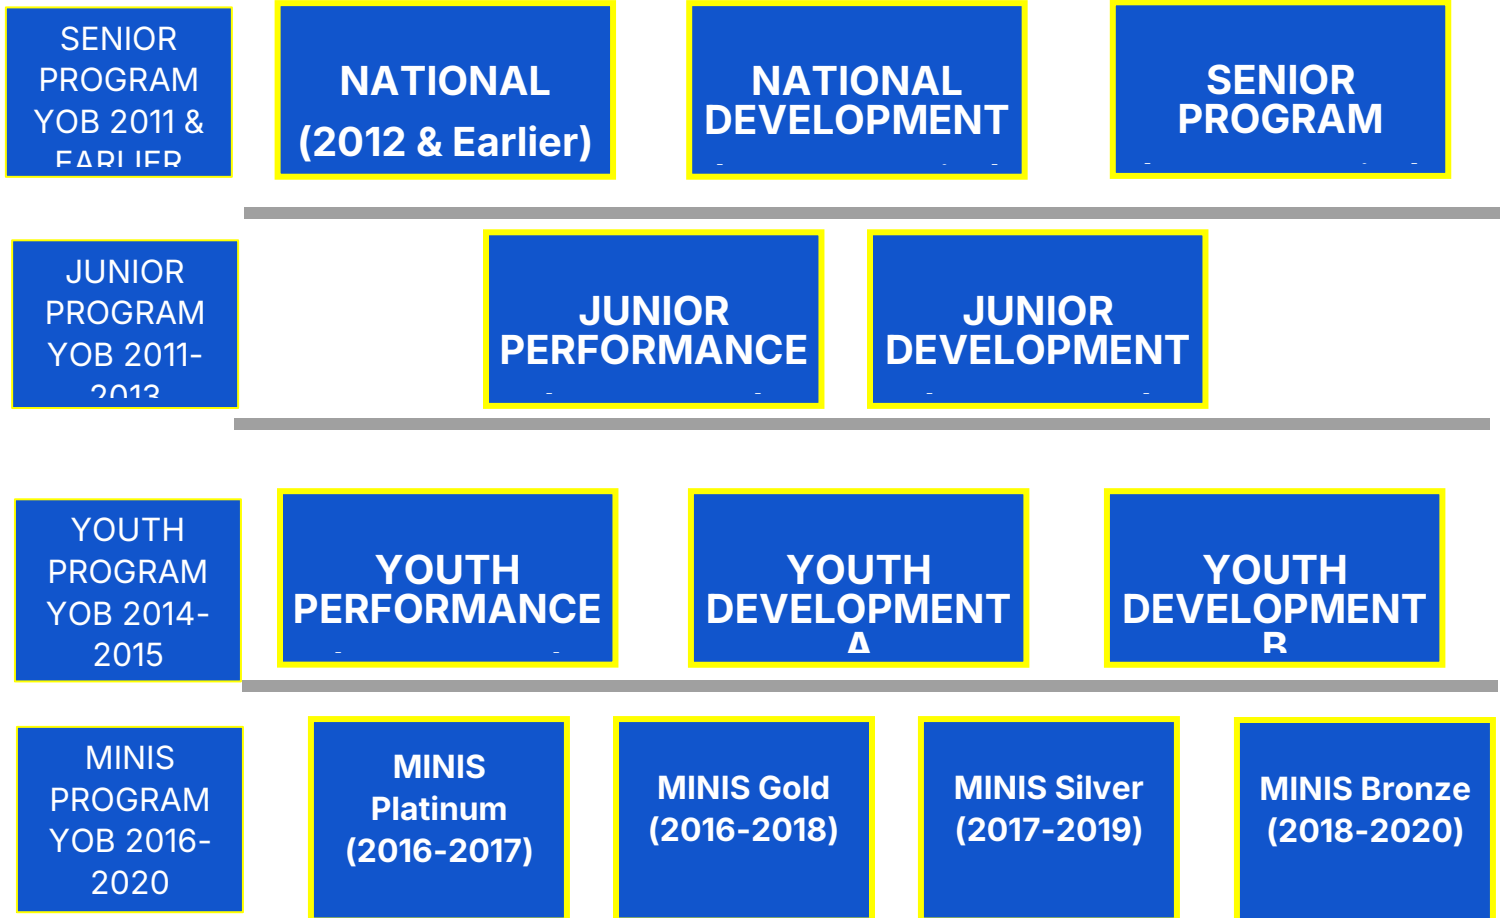 SENIOR
PROGRAM
YOB 2011 &
EARLIER
NATIONAL
(2012 & Earlier)
NATIONAL
DEVELOPMENT
SENIOR
PROGRAM
JUNIOR
PROGRAM
YOB 2011-
2013
JUNIOR
PERFORMANCE
JUNIOR
DEVELOPMENT
YOUTH
PROGRAM
YOB 2014-
2015
YOUTH
PERFORMANCE
YOUTH
DEVELOPMENT
A
YOUTH
DEVELOPMENT
B
MINIS
PROGRAM
YOB 2016-
2020
MINIS
Platinum
(2016-2017)
MINIS Gold
(2016-2018)
MINIS Silver
(2017-2019)
MINIS Bronze
(2018-2020)